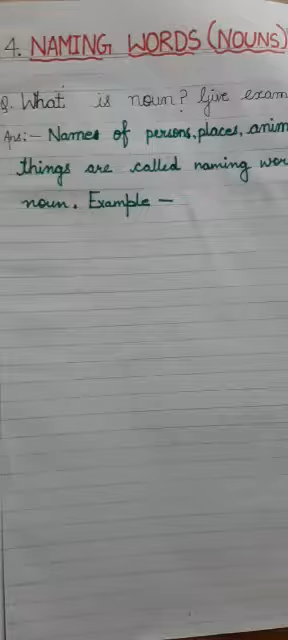 4. NAMING WORDS (NOUNS)
Q. What is noun? Give exam
Ans:- Names of persons, places, anim
things are called naming wor
noun. Example -